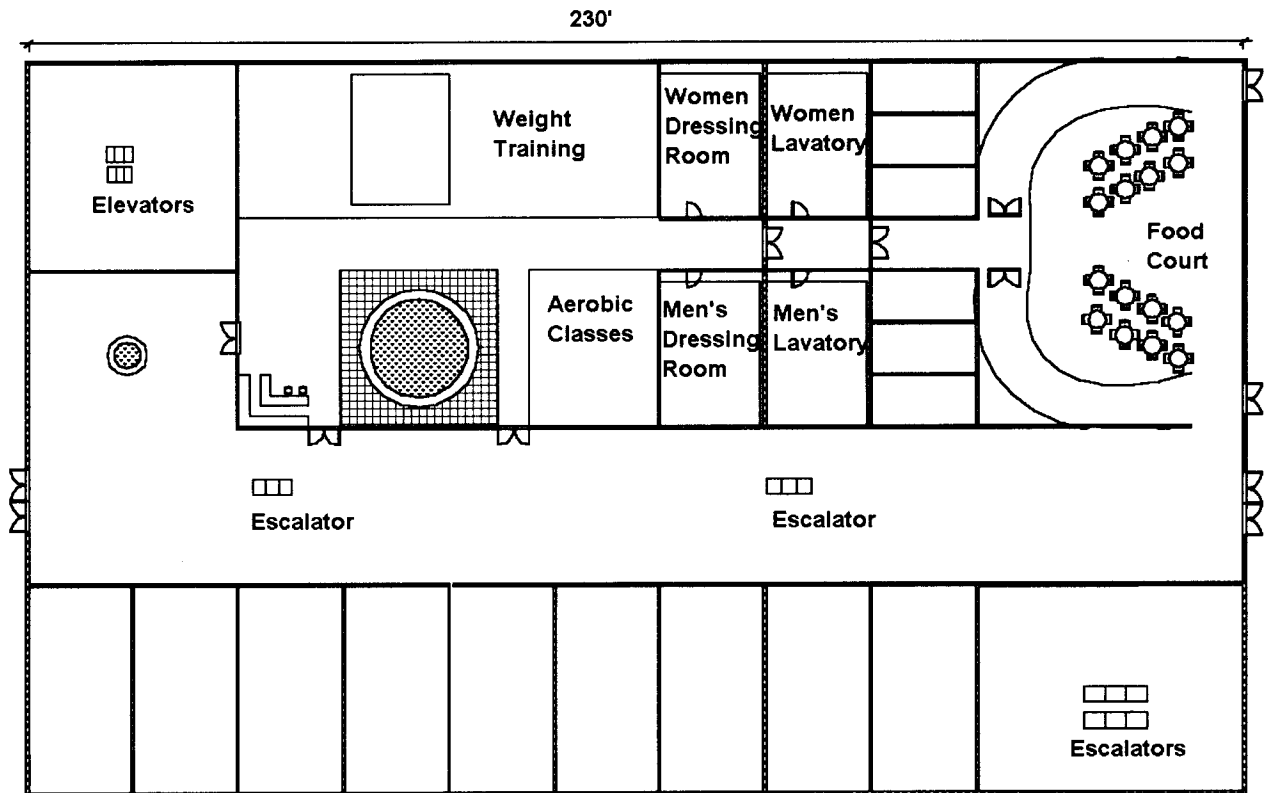 230'
Weight
Training
Women
Dressing
Room
Women
Lavatory
Elevators
Food
Court
Aerobic
Classes
Men's
Dressing
Room
Men's
Lavatory
Escalator
Escalator
Escalators